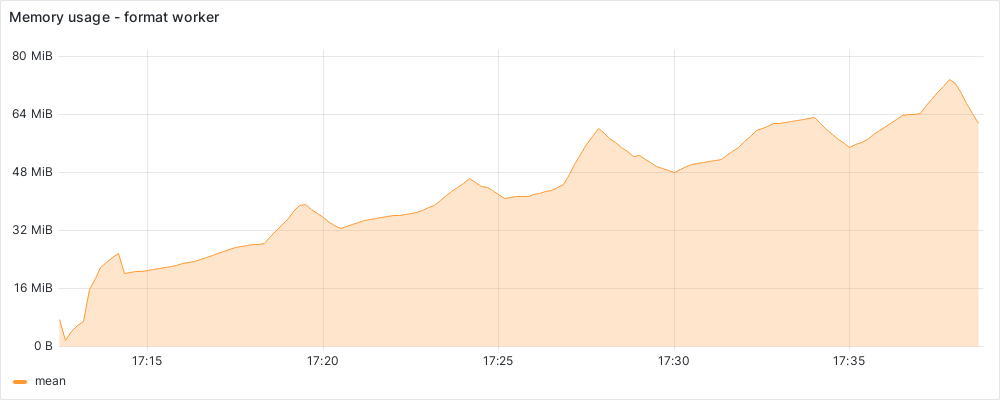 Memory usage - format worker
80 MiB
64 MiB
48 MiB
32 MiB
16 MiB
0 B
17:15 17:20 17:25 17:30 17:35
mean